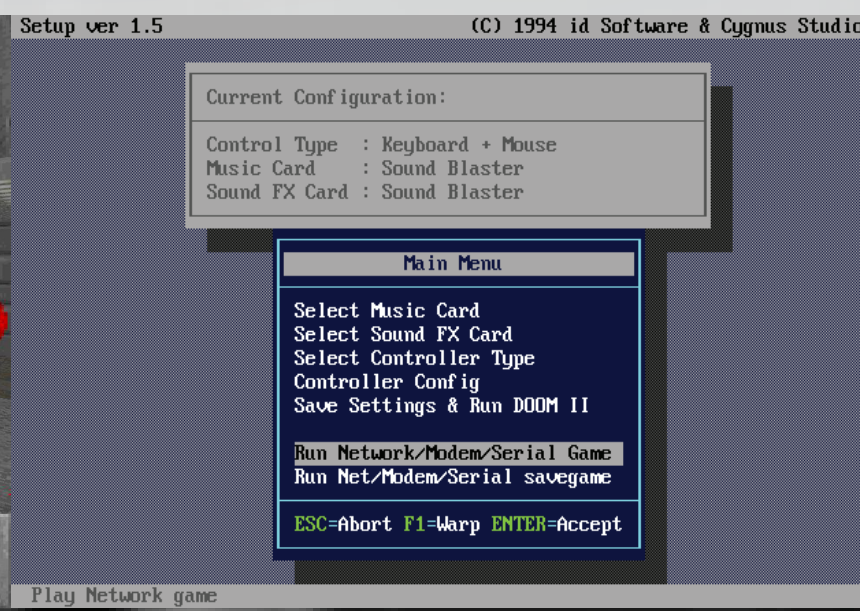 Setup ver 1.5 (C) 1994 id Software & Cygnus Studio
Current Configuration:
Control Type : Keyboard + Mouse
Music Card : Sound Blaster
Sound FX Card : Sound Blaster
Main Menu
Select Music Card
Select Sound FX Card
Select Controller Type
Controller Config
Save Settings & Run DOOM II
Run Network/Modem/Serial Game
Run Net/Modem/Serial savegame
ESC=Abort F1=Warp ENTER=Accept
Play Network game